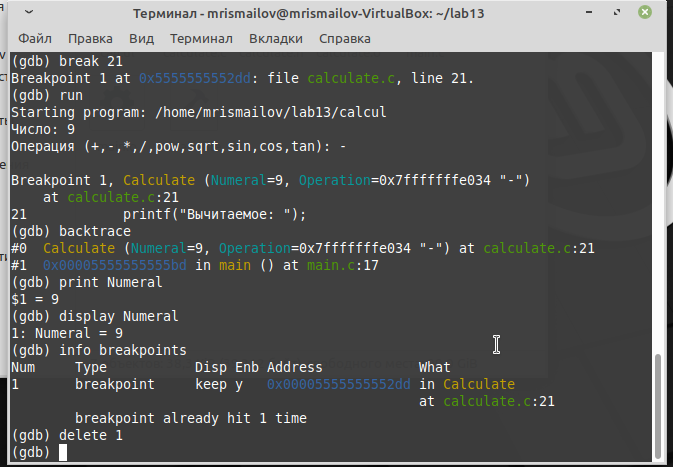 Терминал - mrismailov@mrismailov-VirtualBox: ~/lab13
Файл Правка Вид Терминал Вкладки Справка
(gdb) break 21
Breakpoint 1 at 0x5555555552dd: file calculate.c, line 21.
(gdb) run
Starting program: /home/mrismailov/lab13/calcul
Число: 9
Операция (+,-,*,/,pow,sqrt,sin,cos,tan): -
Breakpoint 1, Calculate (Numeral=9, Operation=0x7fffffffe034 "-")
at calculate.c:21
21 printf("Вычитаемое: ");
(gdb) backtrace
#0 Calculate (Numeral=9, Operation=0x7fffffffe034 "-") at calculate.c:21
#1 0x00005555555555bd in main () at main.c:17
(gdb) print Numeral
$1 = 9
(gdb) display Numeral
1: Numeral = 9
(gdb) info breakpoints
Num Type Disp Enb Address What
1 breakpoint keep y 0x00005555555552dd in Calculate
at calculate.c:21
breakpoint already hit 1 time
(gdb) delete 1
(gdb)